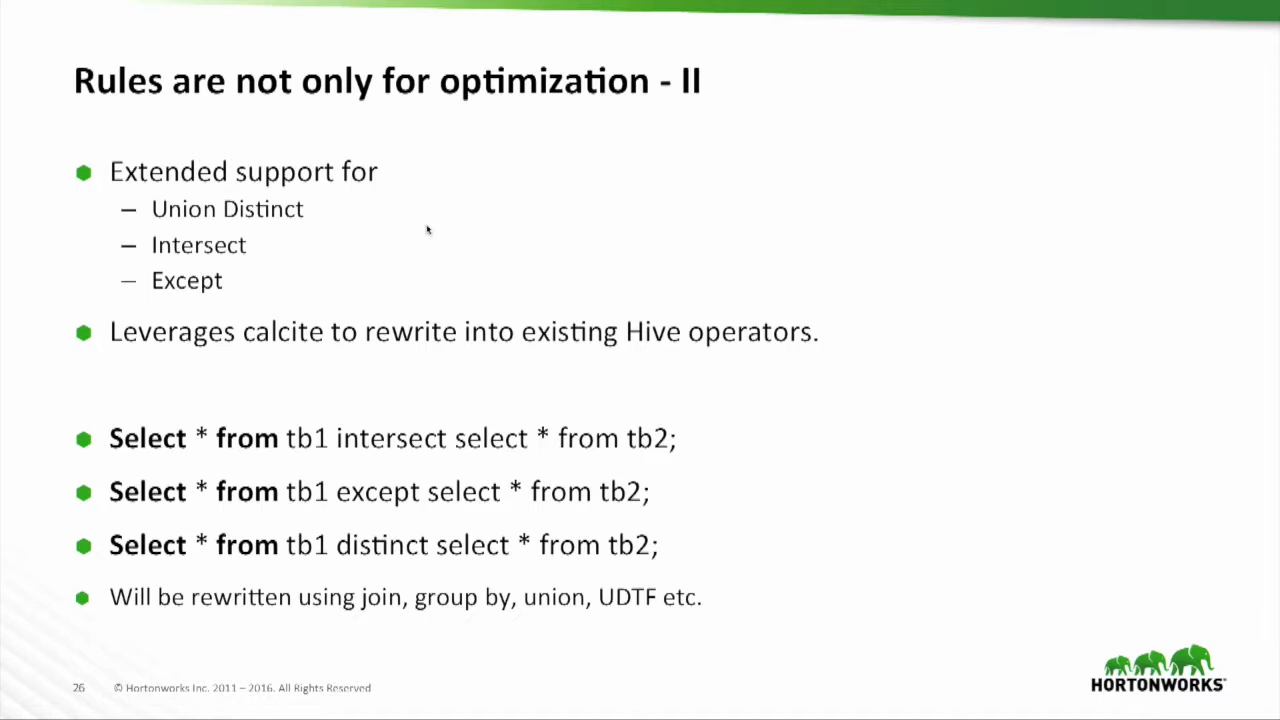 Rules are not only for optimization - II
Extended support for
– Union Distinct
– Intersect
– Except
Leverages calcite to rewrite into existing Hive operators.
Select * from tb1 intersect select * from tb2;
Select * from tb1 except select * from tb2;
Select * from tb1 distinct select * from tb2;
Will be rewritten using join, group by, union, UDTF etc.
26 © Hortonworks Inc. 2011 – 2016. All Rights Reserved
HORTONWORKS